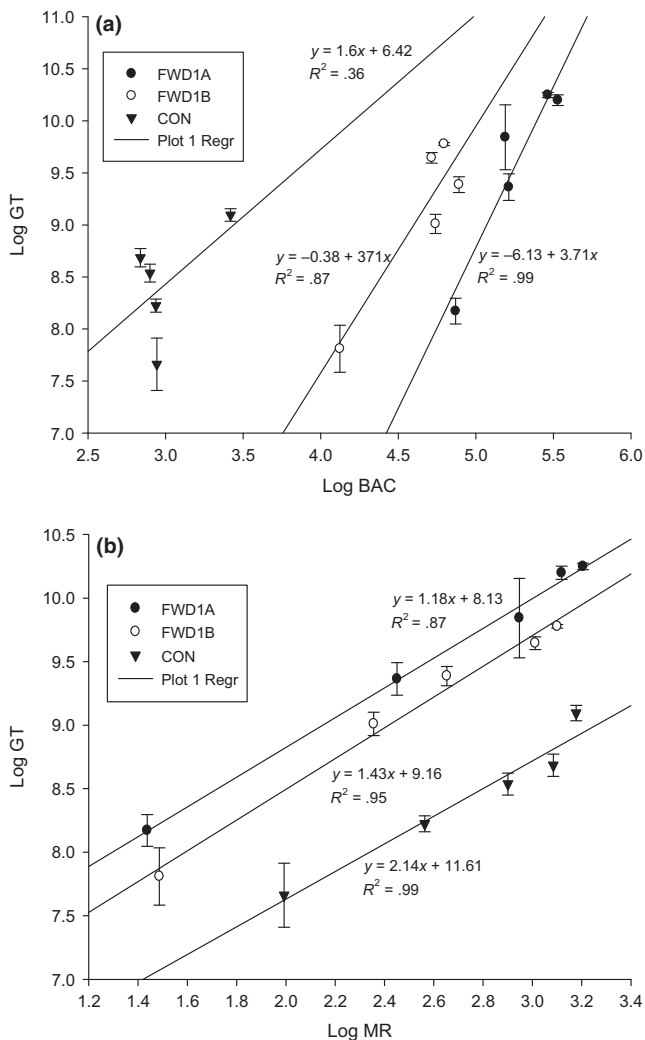 (a)
11.0
10.5
10.0
9.5
9.0
8.5
8.0
7.5
7.0
Log GT
FWD1A
FWD1B
CON
Plot 1 Regr
y = 1.6x + 6.42
R² = .36
y = –0.38 + 371x
R² = .87
y = –6.13 + 3.71x
R² = .99
2.5 3.0 3.5 4.0 4.5 5.0 5.5 6.0
Log BAC
(b)
10.5
10.0
9.5
9.0
8.5
8.0
7.5
7.0
Log GT
FWD1A
FWD1B
CON
Plot 1 Regr
y = 1.18x + 8.13
R² = .87
y = 1.43x + 9.16
R² = .95
y = 2.14x + 11.61
R² = .99
1.2 1.4 1.6 1.8 2.0 2.2 2.4 2.6 2.8 3.0 3.2 3.4
Log MR